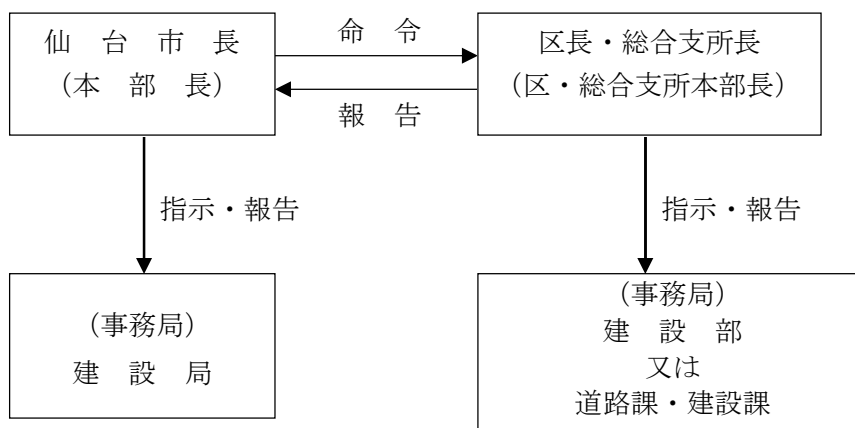 仙 台 市 長
（本 部 長）
命 令
報 告
区長・総合支所長
（区・総合支所本部長）
指示・報告
指示・報告
（事務局）
建 設 局
（事務局）
建 設 部
又は
道路課・建設課